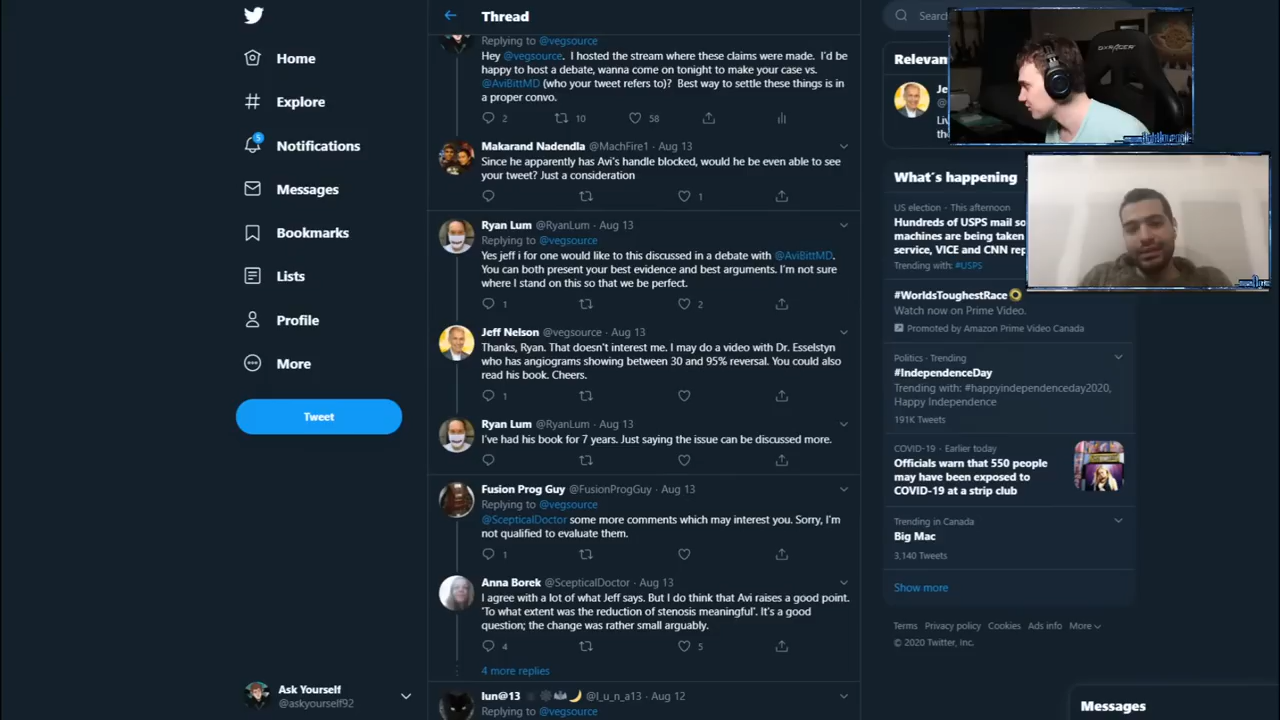 Home
Explore
5
Notifications
Messages
Bookmarks
Lists
Profile
More
Tweet
Ask Yourself
@askyourself92
Thread
Replying to @vegsource
Hey @vegsource. I hosted the stream where these claims were made. I'd be
happy to host a debate, wanna come on tonight to make your case vs.
@AviBittMD (who your tweet refers to)? Best way to settle these things is in
a proper convo.
2 10 58
Makarand Nadendla @MachFire1 · Aug 13
Since he apparently has Avi's handle blocked, would he be even able to see
your tweet? Just a consideration
1
Ryan Lum @RyanLum · Aug 13
Replying to @vegsource
Yes jeff i for one would like to this discussed in a debate with @AviBittMD.
You can both present your best evidence and best arguments. I'm not sure
where I stand on this so that we be perfect.
1 2
Jeff Nelson @vegsource · Aug 13
Thanks, Ryan. That doesn't interest me. I may do a video with Dr. Esselstyn
who has angiograms showing between 30 and 95% reversal. You could also
read his book. Cheers.
1
Ryan Lum @RyanLum · Aug 13
I've had his book for 7 years. Just saying the issue can be discussed more.
Fusion Prog Guy @FusionProgGuy · Aug 13
Replying to @vegsource
@ScepticalDoctor some more comments which may interest you. Sorry, I'm
not qualified to evaluate them.
1
Anna Borek @ScepticalDoctor · Aug 13
I agree with a lot of what Jeff says. But I do think that Avi raises a good point.
'To what extent was the reduction of stenosis meaningful'. It's a good
question; the change was rather small arguably.
4 5
4 more replies
lun@13 @l_u_n_a13 · Aug 12
Replying to @vegsource
Search
Relevan
Je
@
Liv
the
What's happening
US election · This afternoon
Hundreds of USPS mail so
machines are being taken
service, VICE and CNN rep
Trending with: #USPS
#WorldsToughestRace
Watch now on Prime Video.
Promoted by Amazon Prime Video Canada
Politics · Trending
#IndependenceDay
Trending with: #happyindependenceday2020,
Happy Independence
191K Tweets
COVID-19 · Earlier today
Officials warn that 550 people
may have been exposed to
COVID-19 at a strip club
Trending in Canada
Big Mac
3,140 Tweets
Show more
Terms Privacy policy Cookies Ads info More
© 2020 Twitter, Inc.
Messages